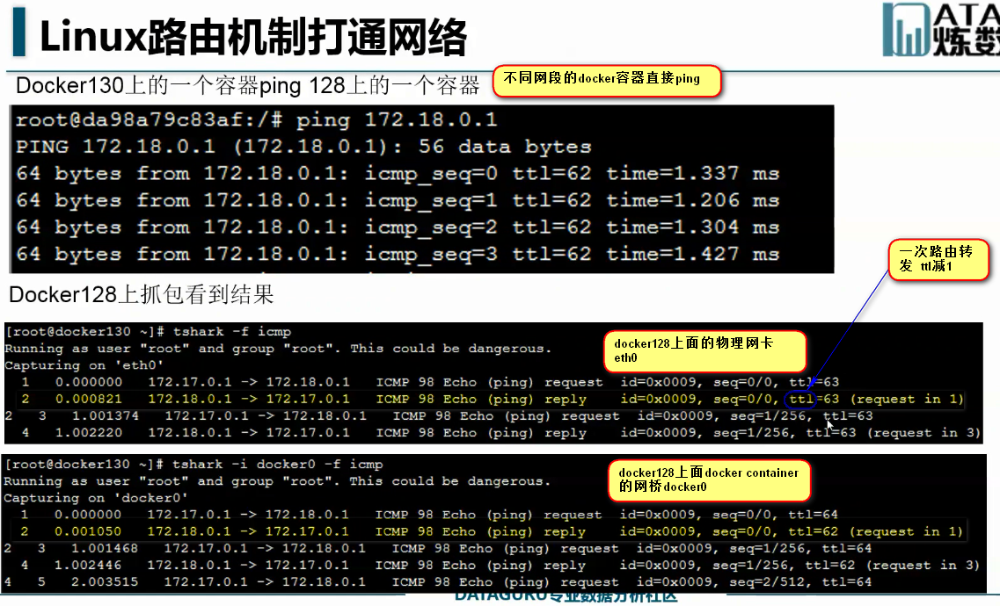 Linux路由机制打通网络
DATA
炼数
Docker130上的一个容器ping 128上的一个容器
不同网段的docker容器直接ping
root@da98a79c83af:/# ping 172.18.0.1
PING 172.18.0.1 (172.18.0.1): 56 data bytes
64 bytes from 172.18.0.1: icmp_seq=0 ttl=62 time=1.337 ms
64 bytes from 172.18.0.1: icmp_seq=1 ttl=62 time=1.206 ms
64 bytes from 172.18.0.1: icmp_seq=2 ttl=62 time=1.304 ms
64 bytes from 172.18.0.1: icmp_seq=3 ttl=62 time=1.427 ms
一次路由转
发 ttl减1
Docker128上抓包看到结果
[root@docker130 ~]# tshark -f icmp
Running as user "root" and group "root". This could be dangerous.
Capturing on 'eth0'
1 0.000000 172.17.0.1 -> 172.18.0.1 ICMP 98 Echo (ping) request id=0x0009, seq=0/0, ttl=63
2 0.000821 172.18.0.1 -> 172.17.0.1 ICMP 98 Echo (ping) reply id=0x0009, seq=0/0, ttl=63 (request in 1)
2 3 1.001374 172.17.0.1 -> 172.18.0.1 ICMP 98 Echo (ping) request id=0x0009, seq=1/256, ttl=63
4 1.002220 172.18.0.1 -> 172.17.0.1 ICMP 98 Echo (ping) reply id=0x0009, seq=1/256, ttl=63 (request in 3)
docker128上面的物理网卡
eth0
[root@docker130 ~]# tshark -i docker0 -f icmp
Running as user "root" and group "root". This could be dangerous.
Capturing on 'docker0'
1 0.000000 172.17.0.1 -> 172.18.0.1 ICMP 98 Echo (ping) request id=0x0009, seq=0/0, ttl=64
2 0.001050 172.18.0.1 -> 172.17.0.1 ICMP 98 Echo (ping) reply id=0x0009, seq=0/0, ttl=62 (request in 1)
2 3 1.001468 172.17.0.1 -> 172.18.0.1 ICMP 98 Echo (ping) request id=0x0009, seq=1/256, ttl=64
4 1.002446 172.18.0.1 -> 172.17.0.1 ICMP 98 Echo (ping) reply id=0x0009, seq=1/256, ttl=62 (request in 3)
4 5 2.003515 172.17.0.1 -> 172.18.0.1 ICMP 98 Echo (ping) request id=0x0009, seq=2/512, ttl=64
docker128上面docker container
的网桥docker0
DATAGURU专业数据分析社区